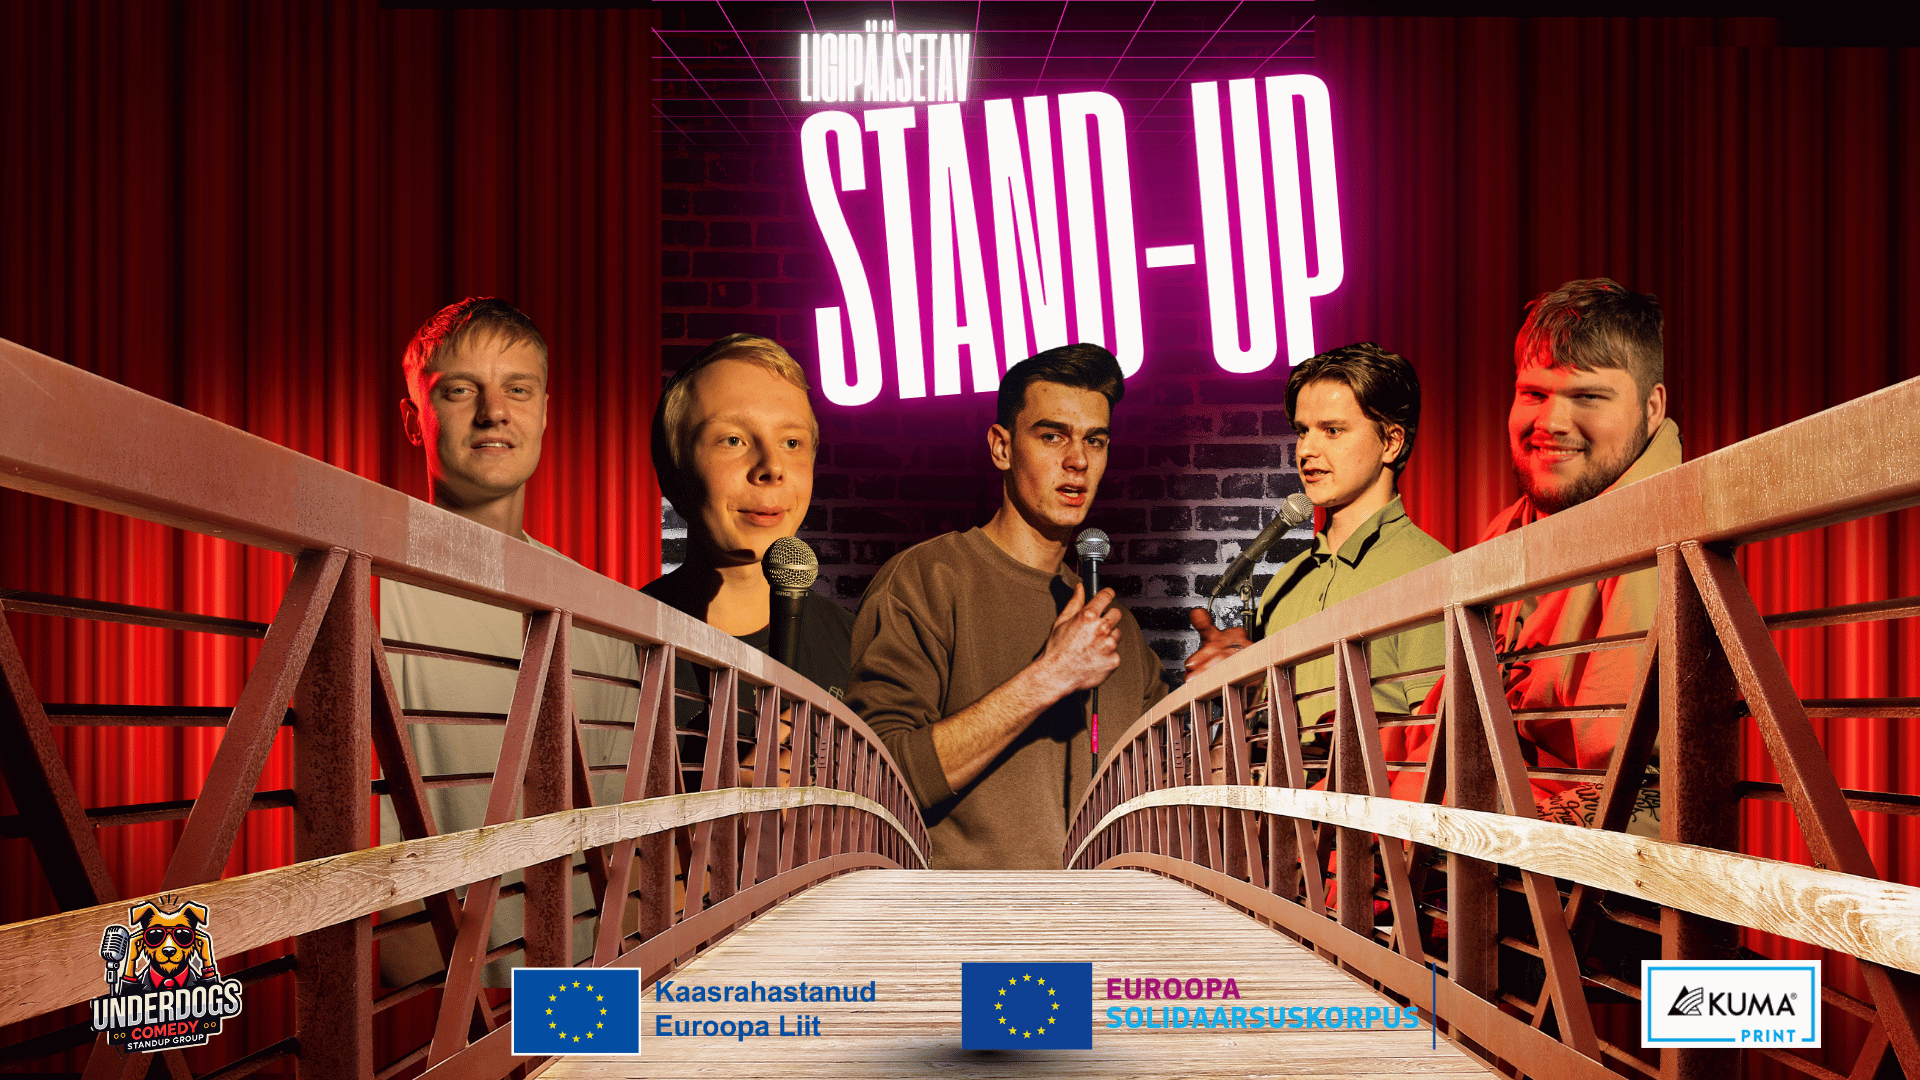 LIGIPÄÄSETAV
STAND-UP
UNDERDOGS
COMEDY
STANDUP GROUP
Kaasrahastanud
Euroopa Liit
EUROOPA
SOLIDAARSUSKORPUS
KUMA®
PRINT